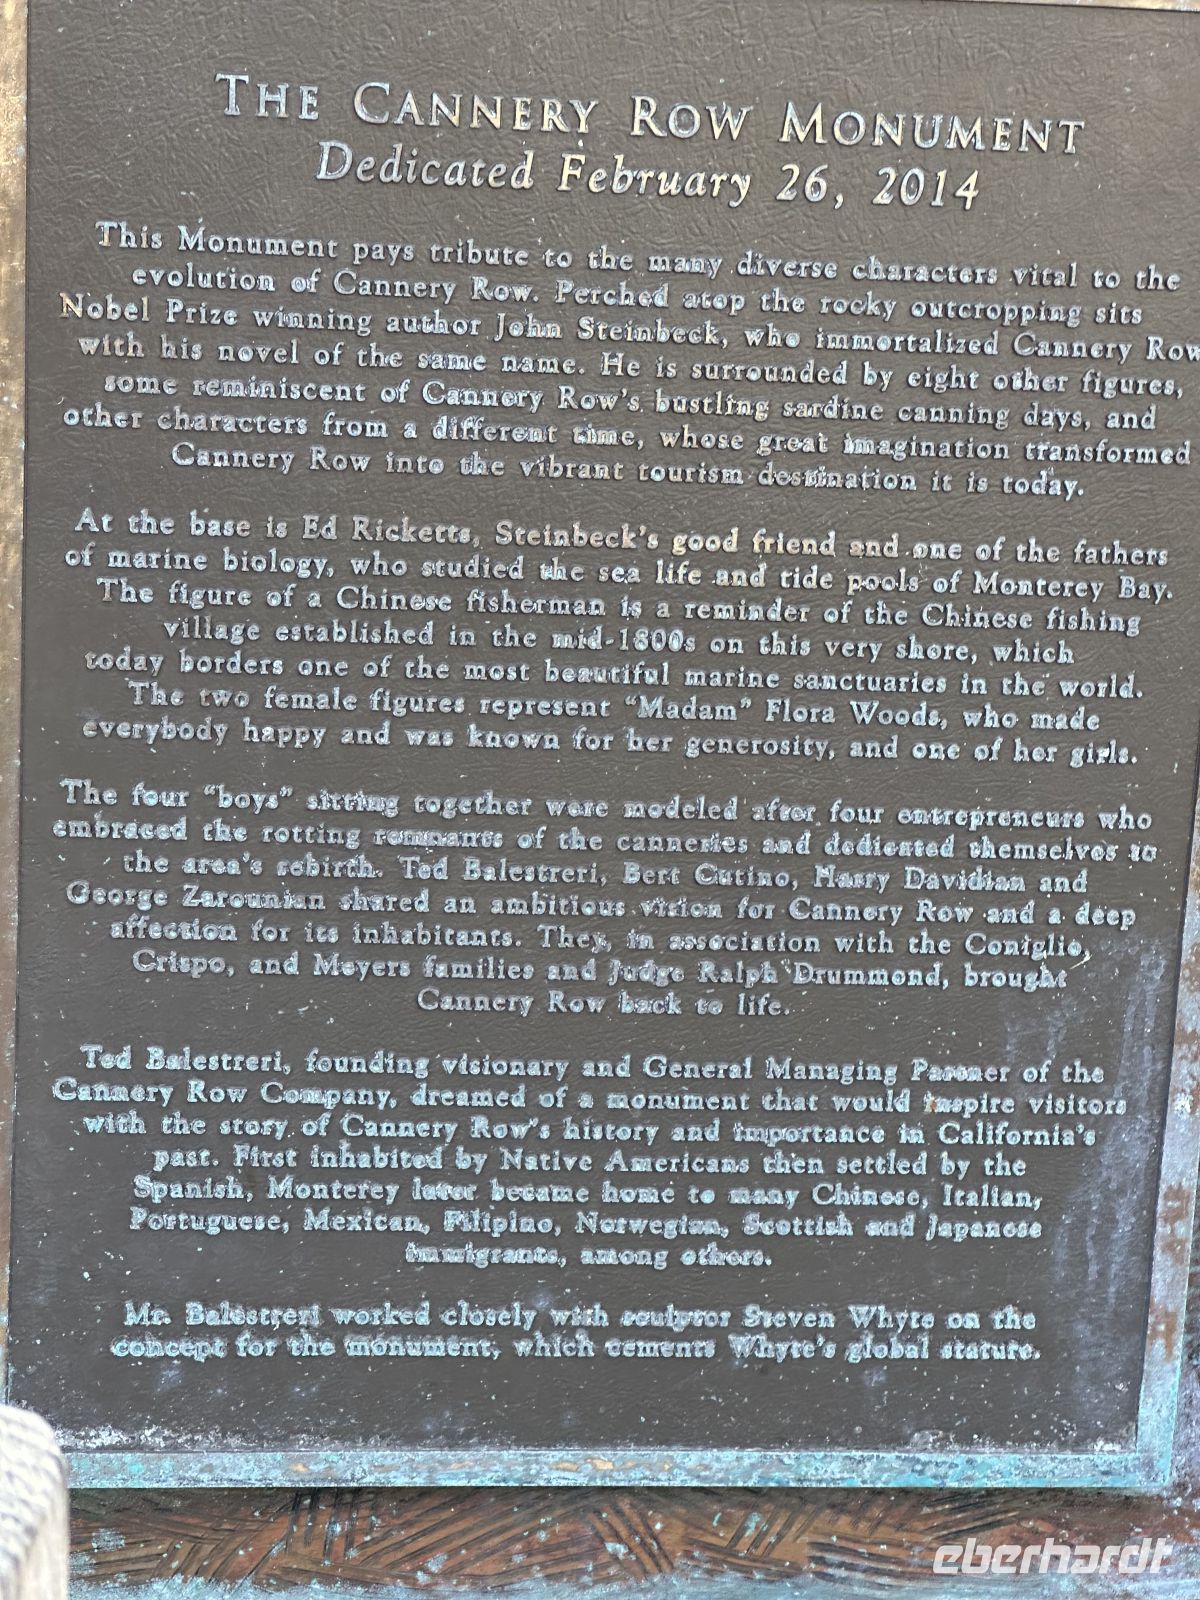 THE CANNERY ROW MONUMENT
Dedicated February 26, 2014
This Monument pays tribute to the many diverse characters vital to the
evolution of Cannery Row. Perched atop the rocky outcropping sits
Nobel Prize winning author John Steinbeck, who immortalized Cannery Row
with his novel of the same name. He is surrounded by eight other figures,
some reminiscent of Cannery Row's bustling sardine canning days, and
other characters from a different time, whose great imagination transformed
Cannery Row into the vibrant tourism destination it is today.
At the base is Ed Ricketts, Steinbeck's good friend and one of the fathers
of marine biology, who studied the sea life and tide pools of Monterey Bay.
The figure of a Chinese fisherman is a reminder of the Chinese fishing
village established in the mid-1800s on this very shore, which
today borders one of the most beautiful marine sanctuaries in the world.
The two female figures represent "Madam" Flora Woods, who made
everybody happy and was known for her generosity, and one of her girls.
The four "boys" sitting together were modeled after four entrepreneurs who
embraced the rotting remnants of the canneries and dedicated themselves to
the area's rebirth. Ted Balestreri, Bert Cutino, Harry Davidian and
George Zarounian shared an ambitious vision for Cannery Row and a deep
affection for its inhabitants. They, in association with the Coniglio,
Crispo, and Meyers families and Judge Ralph Drummond, brought
Cannery Row back to life.
Ted Balestreri, founding visionary and General Managing Partner of the
Cannery Row Company, dreamed of a monument that would inspire visitors
with the story of Cannery Row's history and importance in California's
past. First inhabited by Native Americans then settled by the
Spanish, Monterey later became home to many Chinese, Italian,
Portuguese, Mexican, Filipino, Norwegian, Scottish and Japanese
immigrants, among others.
Mr. Balestreri worked closely with sculptor Steven Whyte on the
concept for the monument, which cements Whyte's global stature.
eberhardt